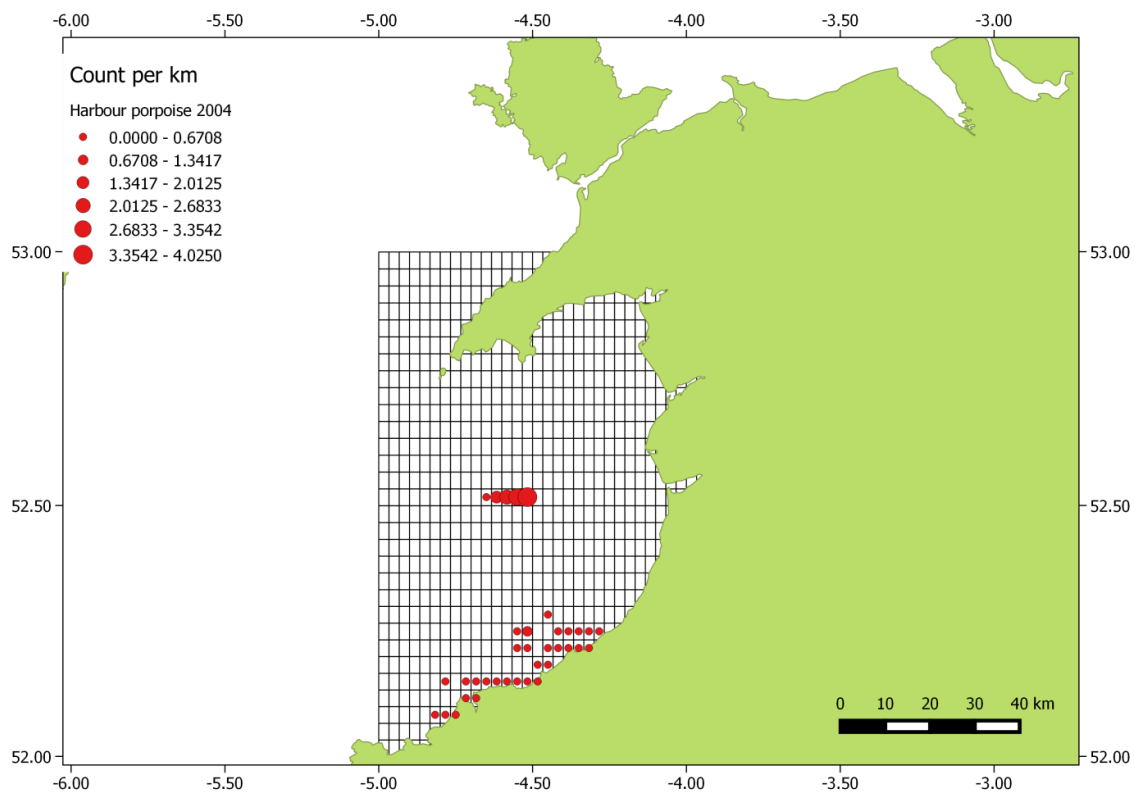 -6.00 -5.00 -5.00 -4.50 -4.00 -3.50 -3.00
Count per km
Harbour porpoise 2004
0.0000 - 0.6708
0.6708 - 1.3417
1.3417 - 2.0125
2.0125 - 2.6833
2.6833 - 3.3542
3.3542 - 4.0250
53.00 53.00
52.50 52.50
0 10 20 30 40 km
52.00 52.00
-6.00 -5.50 -5.00 -4.50 -4.00 -3.50 -3.00